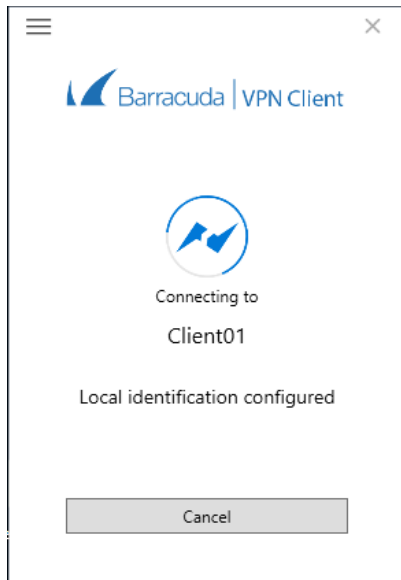 Barracuda | VPN Client
Connecting to
Client01
Local identification configured
Cancel